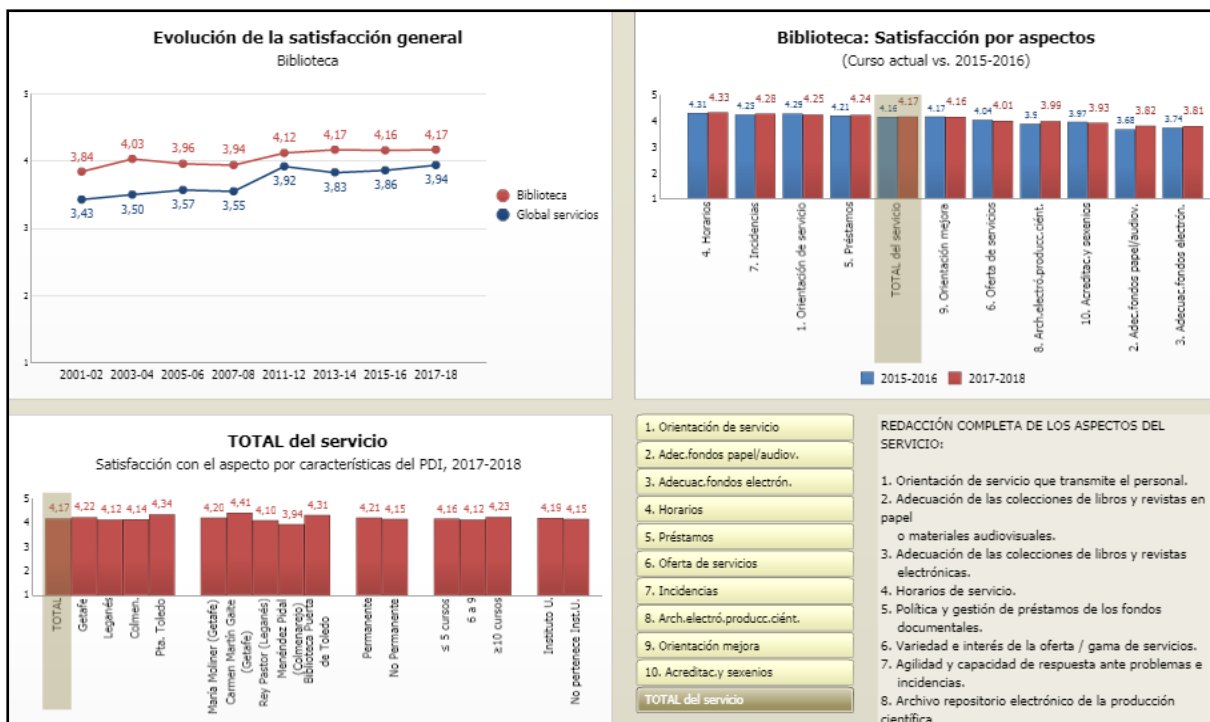 Evolución de la satisfacción general
Biblioteca
5
4
3
2
1
3,84
4,03
3,96
3,94
4,12
4,17
4,16
4,17
3,43
3,50
3,57
3,55
3,92
3,83
3,86
3,94
Biblioteca
Global servicios
2001-02 2003-04 2005-06 2007-08 2011-12 2013-14 2015-16 2017-18
Biblioteca: Satisfacción por aspectos
(Curso actual vs. 2015-2016)
5
4
3
2
1
4.31 4.33
4.25 4.28
4.29 4.25
4.21 4.24
4.16 4.17
4.17 4.16
4.04 4.01
3.9 3.99
3.97 3.93
3.68 3.82
3.74 3.81
4. Horarios
7. Incidencias
1. Orientación de servicio
5. Préstamos
TOTAL del servicio
9. Orientación mejora
6. Oferta de servicios
8. Arch.electró.producc.ciént.
10. Acreditac.y sexenios
2. Adec.fondos papel/audiov.
3. Adecuac.fondos electrón.
2015-2016
2017-2018
TOTAL del servicio
Satisfacción con el aspecto por características del PDI, 2017-2018
5
4
3
2
1
4,17 4,22 4,12 4,14 4,34
4,20 4,41 4,10 3,94 4,31
4,21 4,15
4,16 4,12 4,23
4,19 4,15
TOTAL
Getafe
Leganés
Colmen.
Pta. Toledo
María Moliner (Getafe)
Carmen Martín Gaite
(Getafe)
Rey Pastor (Leganés)
Menéndez Pidal
(Colmenarejo)
Biblioteca Puerta
de Toledo
Permanente
No Permanente
≤ 5 cursos
6 a 9
≥10 cursos
Instituto U.
No pertenece Inst.U.
1. Orientación de servicio
2. Adec.fondos papel/audiov.
3. Adecuac.fondos electrón.
4. Horarios
5. Préstamos
6. Oferta de servicios
7. Incidencias
8. Arch.electró.producc.ciént.
9. Orientación mejora
10. Acreditac.y sexenios
TOTAL del servicio
REDACCIÓN COMPLETA DE LOS ASPECTOS DEL
SERVICIO:
1. Orientación de servicio que transmite el personal.
2. Adecuación de las colecciones de libros y revistas en
papel
o materiales audiovisuales.
3. Adecuación de las colecciones de libros y revistas
electrónicas.
4. Horarios de servicio.
5. Política y gestión de préstamos de los fondos
documentales.
6. Variedad e interés de la oferta / gama de servicios.
7. Agilidad y capacidad de respuesta ante problemas e
incidencias.
8. Archivo repositorio electrónico de la producción
científica